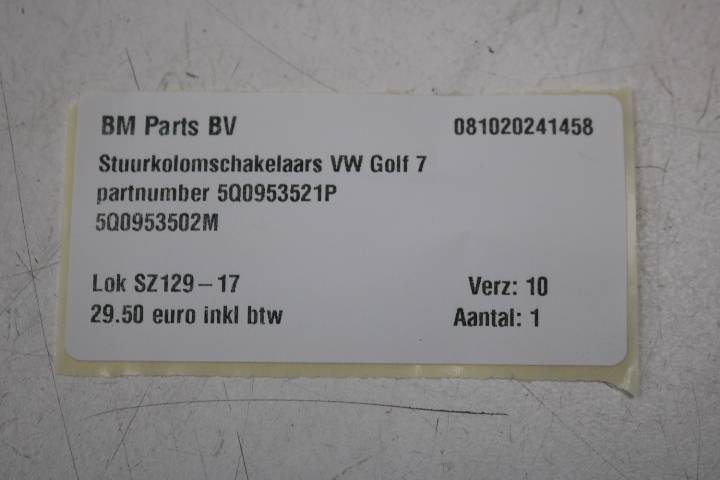 BM Parts BV 081020241458
Stuurkolomschakelaars VW Golf 7
partnumber 5Q0953521P
5Q0953502M
Lok SZ129-17 Verz: 10
29.50 euro inkl btw Aantal: 1